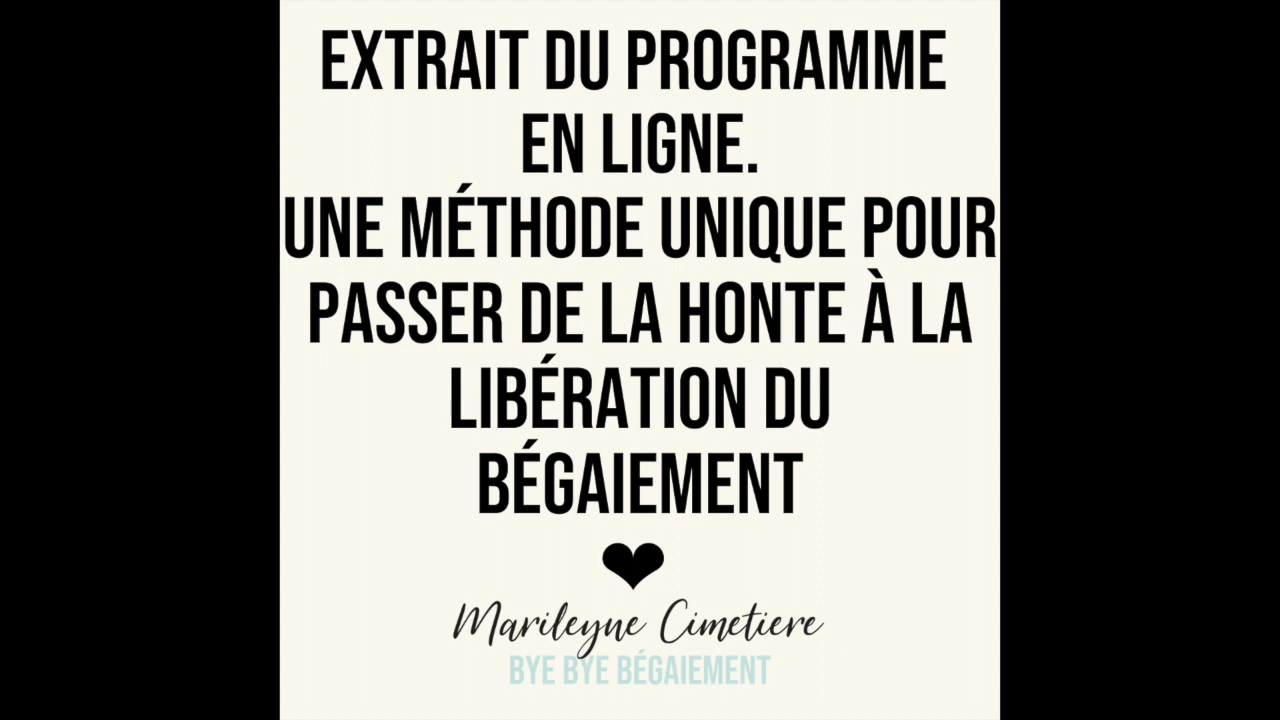 EXTRAIT DU PROGRAMME
EN LIGNE.
UNE MÉTHODE UNIQUE POUR
PASSER DE LA HONTE À LA
LIBÉRATION DU
BÉGAIEMENT
Marileyne Cimetiere
BYE BYE BÉGAIEMENT